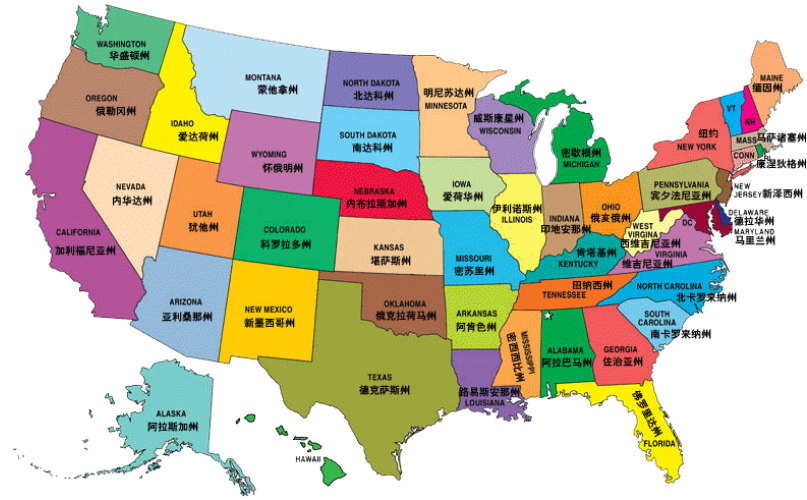 WASHINGTON
华盛顿州
OREGON
俄勒冈州
IDAHO
爱达荷州
MONTANA
蒙他拿州
WYOMING
怀俄明州
NORTH DAKOTA
北达科州
SOUTH DAKOTA
南达科州
NEBRASKA
内布拉斯加州
明尼苏达州
MINNESOTA
威斯康星州
WISCONSIN
密歇根州
MICHIGAN
IOWA
爱荷华州
伊利诺斯州
ILLINOIS
INDIANA
印地安那州
OHIO
俄亥俄州
PENNSYLVANIA
宾夕法尼亚州
纽约
NEW YORK
VT
NH
MAINE
缅因州
MASS
马萨诸塞州
CONN
RI
康涅狄格州
NEW
JERSEY
新泽西州
DELAWARE
德拉华州
MARYLAND
马里兰州
DC
WEST
VIRGINIA
西维吉尼亚州
VIRGINIA
维吉尼亚州
肯塔基州
KENTUCKY
田纳西州
TENNESSEE
NORTH CAROLINA
北卡罗来纳州
SOUTH
CAROLINA
南卡罗来纳州
GEORGIA
佐治亚州
ALABAMA
阿拉巴马州
MISSISSIPPI
密西西比州
佛罗里达州
FLORIDA
路易斯安那州
LOUISIANA
ARKANSAS
阿肯色州
MISSOURI
密苏里州
KANSAS
堪萨斯州
OKLAHOMA
俄克拉荷马州
TEXAS
德克萨斯州
NEW MEXICO
新墨西哥州
COLORADO
科罗拉多州
UTAH
犹他州
ARIZONA
亚利桑那州
NEVADA
内华达州
CALIFORNIA
加利福尼亚州
ALASKA
阿拉斯加州
HAWAII